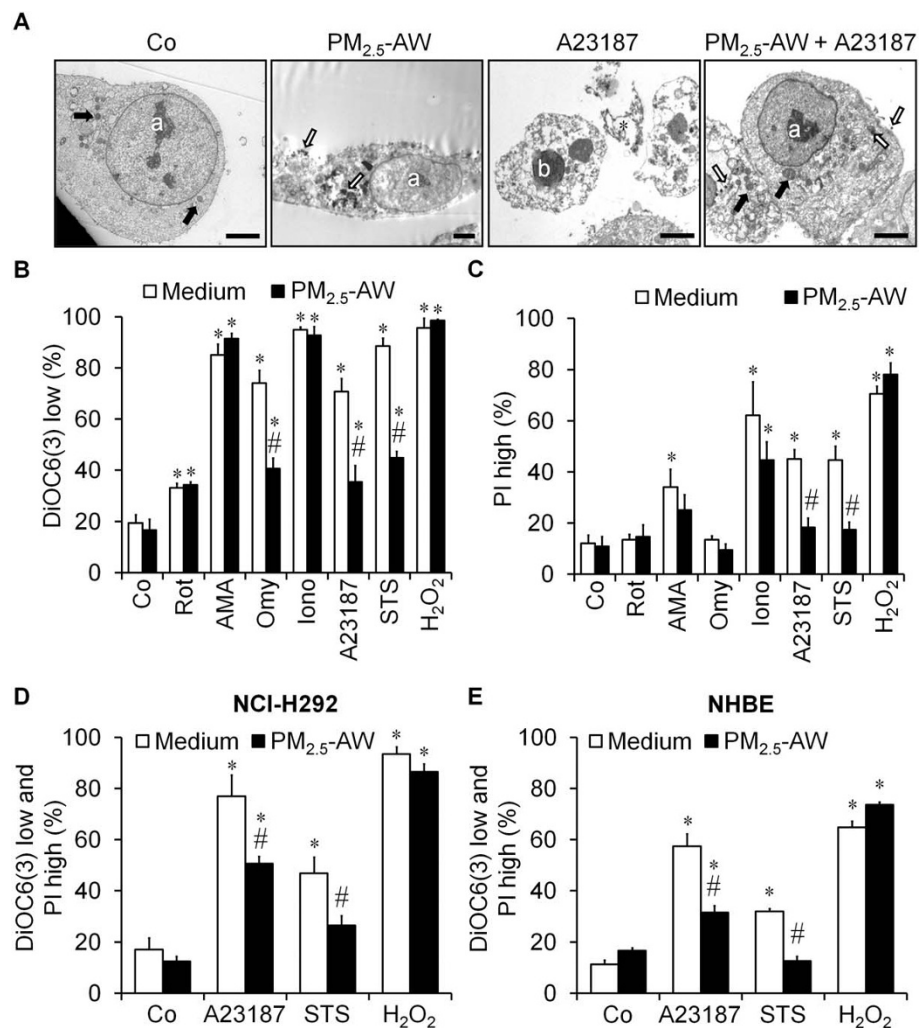 A
Co PM₂.₅-AW A23187 PM₂.₅-AW + A23187
a a b * a
B
Medium PM₂.₅-AW
DiOC6(3) low (%)
100
80
60
40
20
0
* * * * * * * * * * * * *
# # #
Co Rot AMA Omy Iono A23187 STS H₂O₂
C
Medium PM₂.₅-AW
PI high (%)
100
80
60
40
20
0
* * * * * * *
# #
Co Rot AMA Omy Iono A23187 STS H₂O₂
D
NCI-H292
Medium PM₂.₅-AW
DiOC6(3) low and
PI high (%)
100
80
60
40
20
0
* * * * *
# #
Co A23187 STS H₂O₂
E
NHBE
Medium PM₂.₅-AW
DiOC6(3) low and
PI high (%)
100
80
60
40
20
0
* * * * *
# #
Co A23187 STS H₂O₂